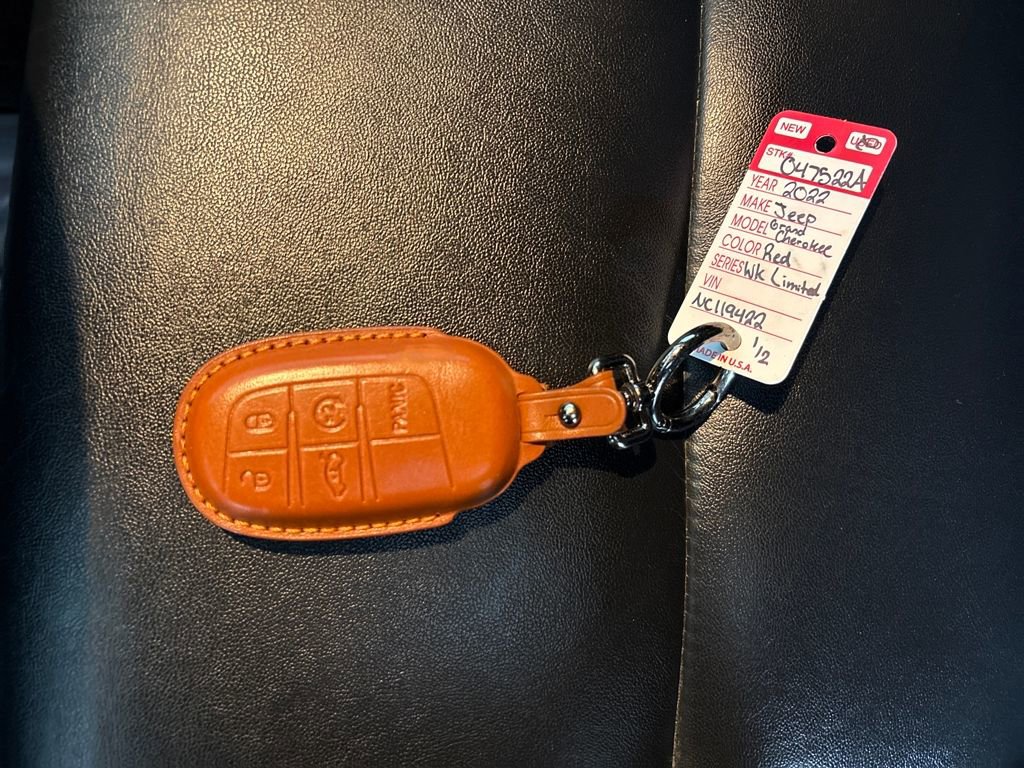 NEW USED
STK# 047522A
YEAR 2022
MAKE Jeep
MODEL Grand Cherokee
COLOR Red
SERIES WK Limited
VIN
NC119422
1/2
MADE IN U.S.A.
PANIC